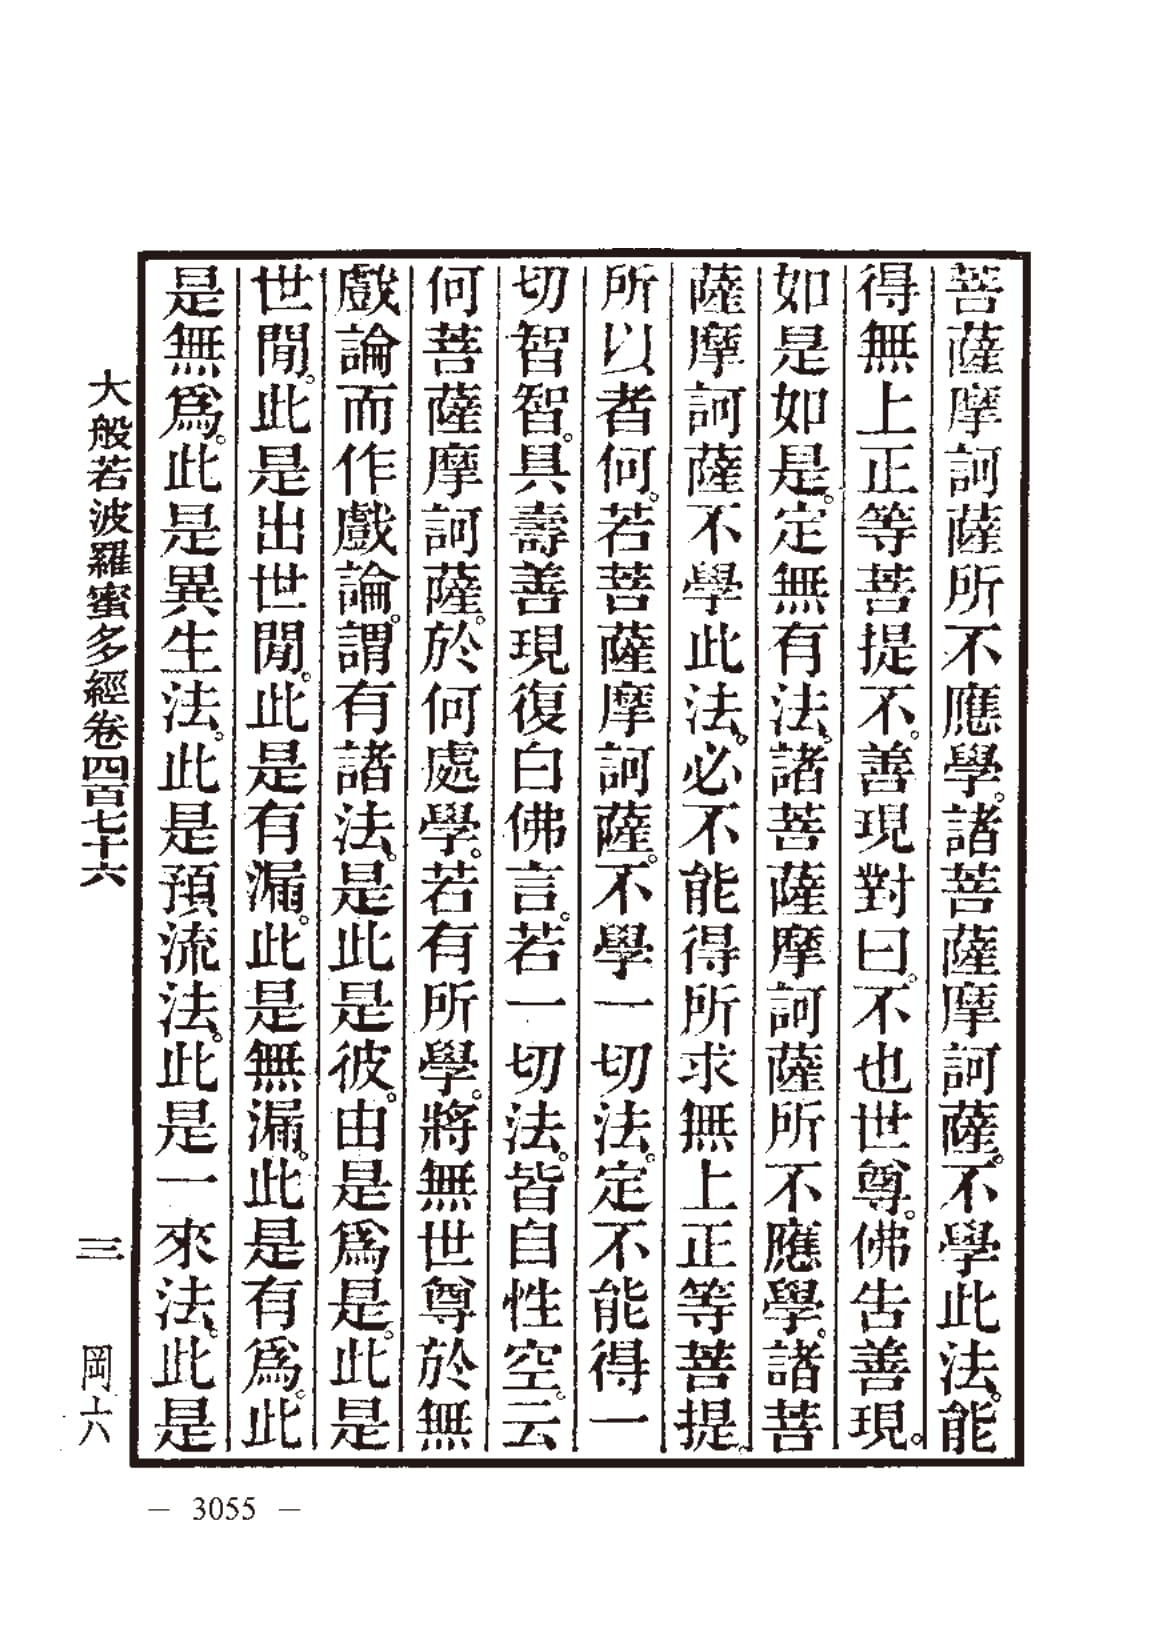 菩薩摩訶薩所不應學。諸菩薩摩訶薩。不學此法。能
得無上正等菩提不。善現對曰。不也世尊。佛告善現。
如是如是。定無有法。諸菩薩摩訶薩所不應學。諸菩
薩摩訶薩不學此法。必不能得所求無上正等菩提。
所以者何。若菩薩摩訶薩。不學一切法。定不能得一
切智智。具壽善現復白佛言。若一切法。皆自性空。云
何菩薩摩訶薩。於何處學。若有所學。將無世尊於無
戲論而作戲論。謂有諸法。是此是彼。由是爲是。此是
世閒。此是出世閒。此是有漏。此是無漏。此是有爲。此
是無爲。此是異生法。此是預流法。此是一來法。此是
大般若波羅蜜多經卷四百七十六 三 岡六
— 3055 —